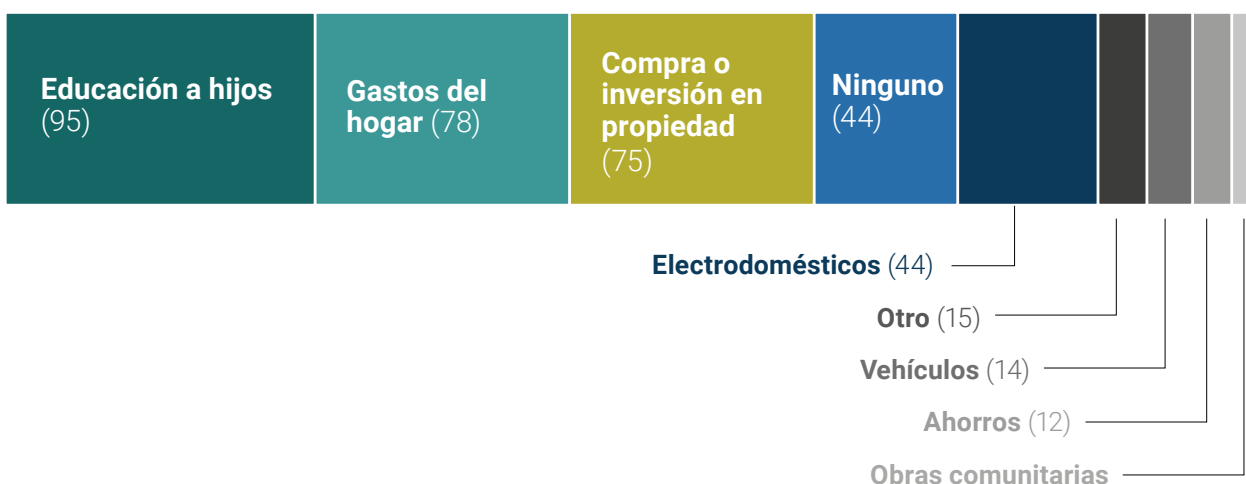 Educación a hijos
(95)
Gastos del
hogar (78)
Compra o
inversión en
propiedad
(75)
Ninguno
(44)
Electrodomésticos (44)
Otro (15)
Vehículos (14)
Ahorros (12)
Obras comunitarias